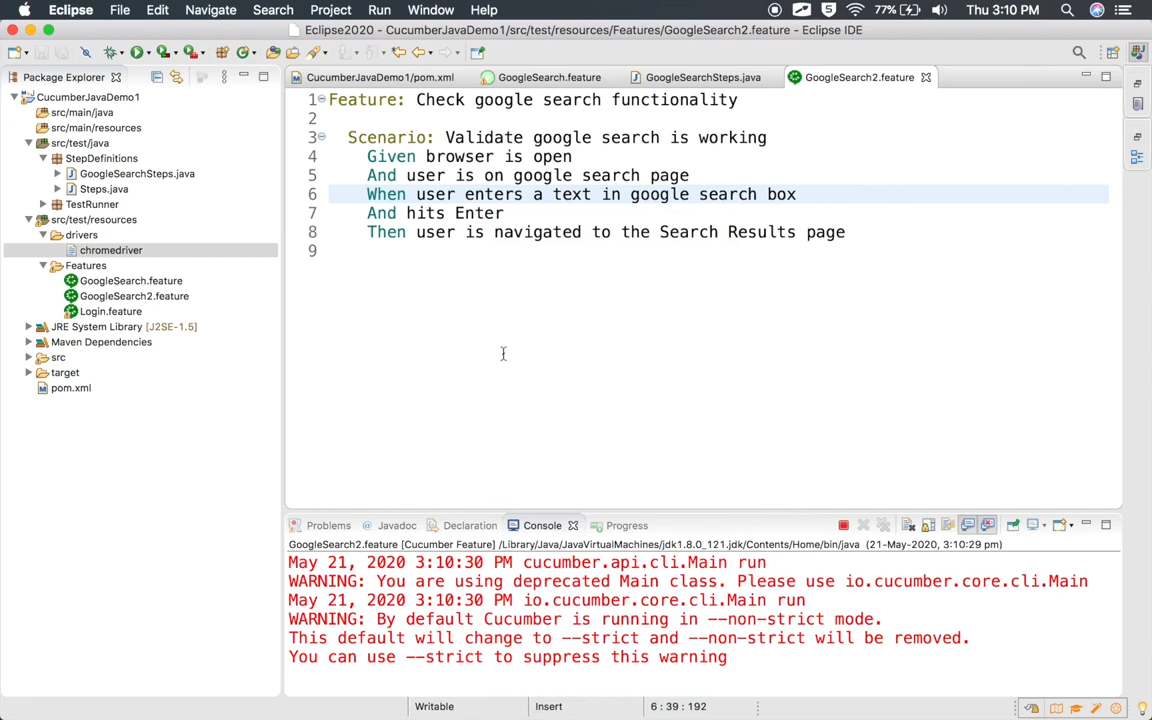 Eclipse File Edit Navigate Search Project Run Window Help 77% Thu 3:10 PM
Eclipse2020 - CucumberJavaDemo1/src/test/resources/Features/GoogleSearch2.feature - Eclipse IDE
Package Explorer
CucumberJavaDemo1/pom.xml GoogleSearch.feature GoogleSearchSteps.java GoogleSearch2.feature
CucumberJavaDemo1
src/main/java
src/main/resources
src/test/java
StepDefinitions
GoogleSearchSteps.java
Steps.java
TestRunner
src/test/resources
drivers
chromedriver
Features
GoogleSearch.feature
GoogleSearch2.feature
Login.feature
JRE System Library [J2SE-1.5]
Maven Dependencies
src
target
pom.xml
1 Feature: Check google search functionality
2
3 Scenario: Validate google search is working
4 Given browser is open
5 And user is on google search page
6 When user enters a text in google search box
7 And hits Enter
8 Then user is navigated to the Search Results page
9
Problems Javadoc Declaration Console Progress
GoogleSearch2.feature [Cucumber Feature] /Library/Java/JavaVirtualMachines/jdk1.8.0_121.jdk/Contents/Home/bin/java (21-May-2020, 3:10:29 pm)
May 21, 2020 3:10:30 PM cucumber.api.cli.Main run
WARNING: You are using deprecated Main class. Please use io.cucumber.core.cli.Main
May 21, 2020 3:10:30 PM io.cucumber.core.cli.Main run
WARNING: By default Cucumber is running in --non-strict mode.
This default will change to --strict and --non-strict will be removed.
You can use --strict to suppress this warning
Writable Insert 6 : 39 : 192